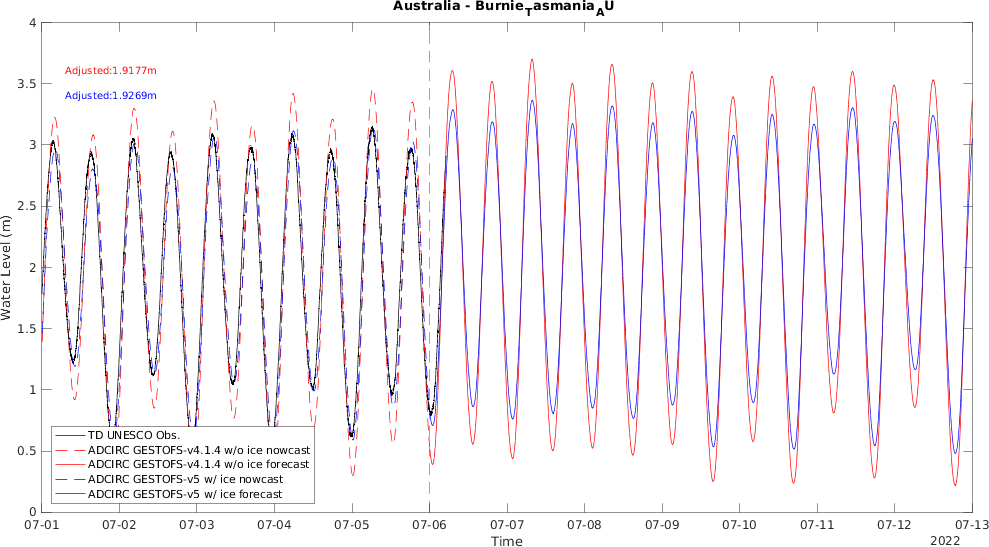 Australia - Burnie_Tasmania_AU
4
3.5
3
2.5
2
1.5
1
0.5
0
Water Level (m)
Adjusted:1.9177m
Adjusted:1.9269m
TD UNESCO Obs.
ADCIRC GESTOFS-v4.1.4 w/o ice nowcast
ADCIRC GESTOFS-v4.1.4 w/o ice forecast
ADCIRC GESTOFS-v5 w/ ice nowcast
ADCIRC GESTOFS-v5 w/ ice forecast
07-01 07-02 07-03 07-04 07-05 07-06 07-07 07-08 07-09 07-10 07-11 07-12 07-13
Time
2022